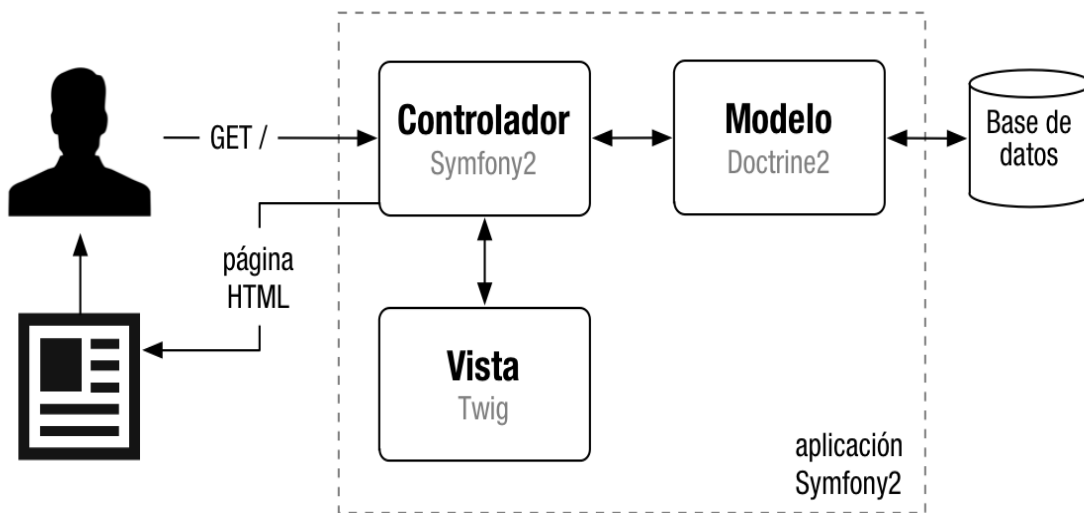 GET /
Controlador
Symfony2
Modelo
Doctrine2
Base de
datos
página
HTML
Vista
Twig
aplicación
Symfony2